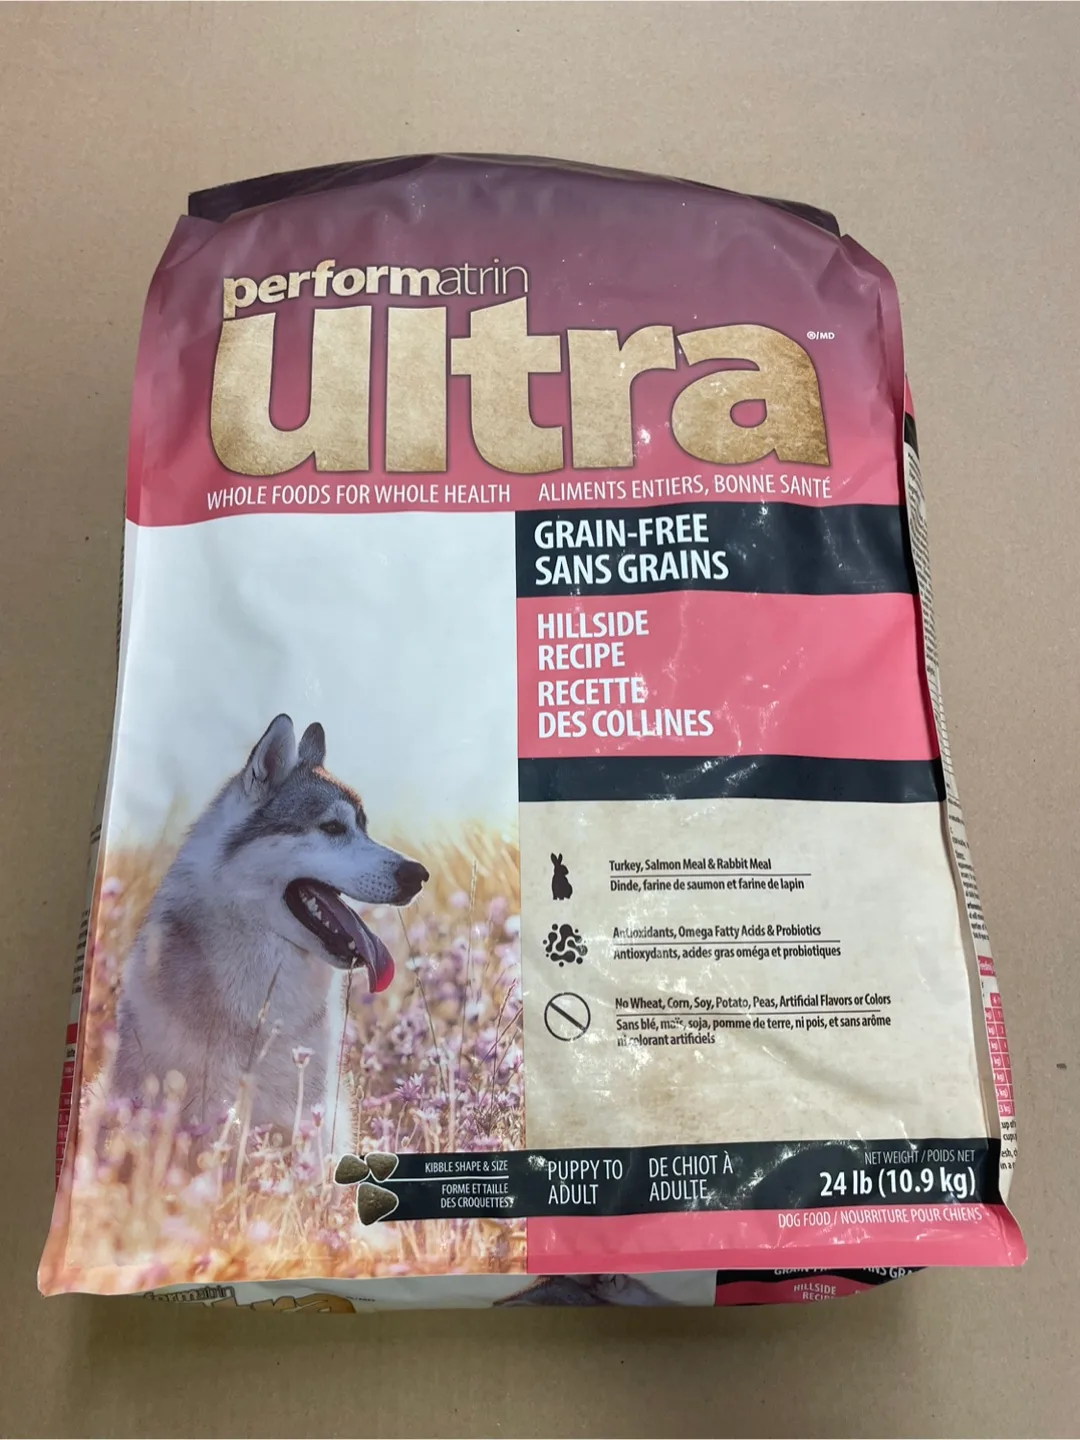 performatrin
ultra
®/MD
WHOLE FOODS FOR WHOLE HEALTH
ALIMENTS ENTIERS, BONNE SANTÉ
GRAIN-FREE
SANS GRAINS
HILLSIDE
RECIPE
RECETTE
DES COLLINES
Turkey, Salmon Meal & Rabbit Meal
Dinde, farine de saumon et farine de lapin
Antioxidants, Omega Fatty Acids & Probiotics
Antioxydants, acides gras oméga et probiotiques
No Wheat, Corn, Soy, Potato, Peas, Artificial Flavors or Colors
Sans blé, maïs, soja, pomme de terre, ni pois, et sans arôme
ni colorant artificiels
KIBBLE SHAPE & SIZE
FORME ET TAILLE
DES CROQUETTES
PUPPY TO
ADULT
DE CHIOT À
ADULTE
NET WEIGHT / POIDS NET
24 lb (10.9 kg)
DOG FOOD / NOURRITURE POUR CHIENS
HILLSIDE